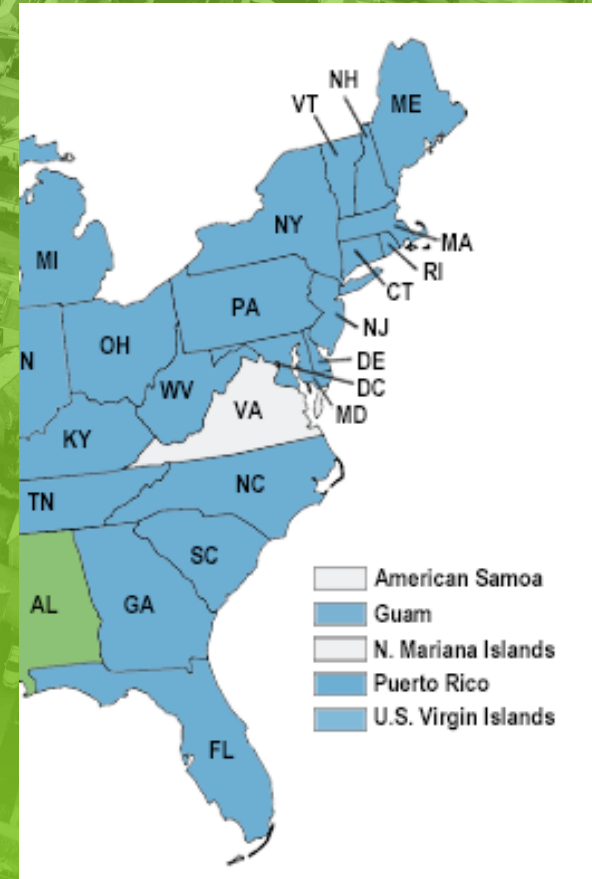 NH
VT
ME
NY
MA
MI
RI
CT
PA
NJ
OH
N
DE
DC
WV
VA
MD
KY
NC
TN
SC
American Samoa
AL
GA
Guam
N. Mariana Islands
Puerto Rico
U.S. Virgin Islands
FL